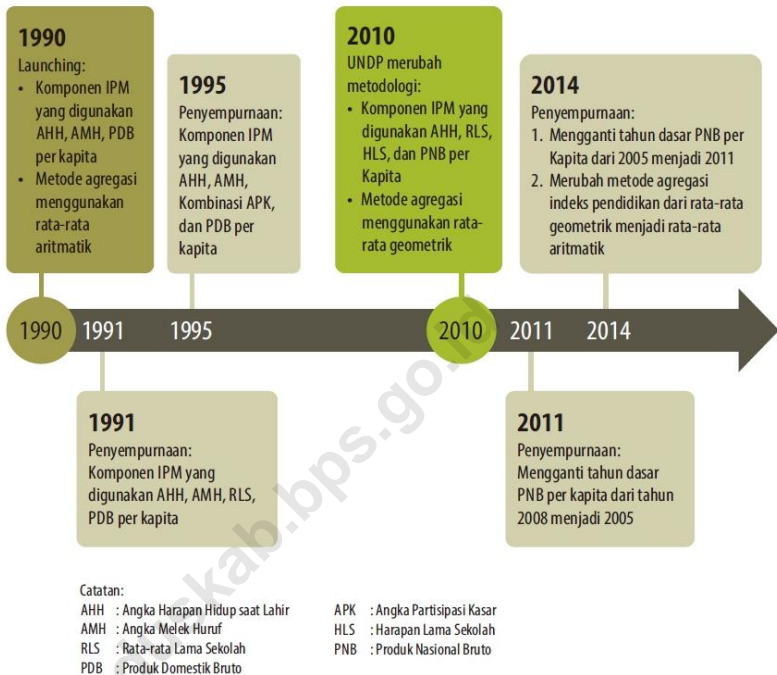 1990
Launching:
• Komponen IPM
yang digunakan
AHH, AMH, PDB
per kapita
• Metode agregasi
menggunakan
rata-rata
aritmatik
1995
Penyempurnaan:
Komponen IPM
yang digunakan
AHH, AMH,
Kombinasi APK,
dan PDB per
kapita
2010
UNDP merubah
metodologi:
• Komponen IPM yang
digunakan AHH, RLS,
HLS, dan PNB per
Kapita
• Metode agregasi
menggunakan rata-
rata geometrik
2014
Penyempurnaan:
1. Mengganti tahun dasar PNB per
Kapita dari 2005 menjadi 2011
2. Merubah metode agregasi
indeks pendidikan dari rata-rata
geometrik menjadi rata-rata
aritmatik
1990 1991 1995 2010 2011 2014
1991
Penyempurnaan:
Komponen IPM yang
digunakan AHH, AMH, RLS,
PDB per kapita
2011
Penyempurnaan:
Mengganti tahun dasar
PNB per kapita dari tahun
2008 menjadi 2005
Catatan:
AHH : Angka Harapan Hidup saat Lahir
AMH : Angka Melek Huruf
RLS : Rata-rata Lama Sekolah
PDB : Produk Domestik Bruto
APK : Angka Partisipasi Kasar
HLS : Harapan Lama Sekolah
PNB : Produk Nasional Bruto
uskab.bps.go.id